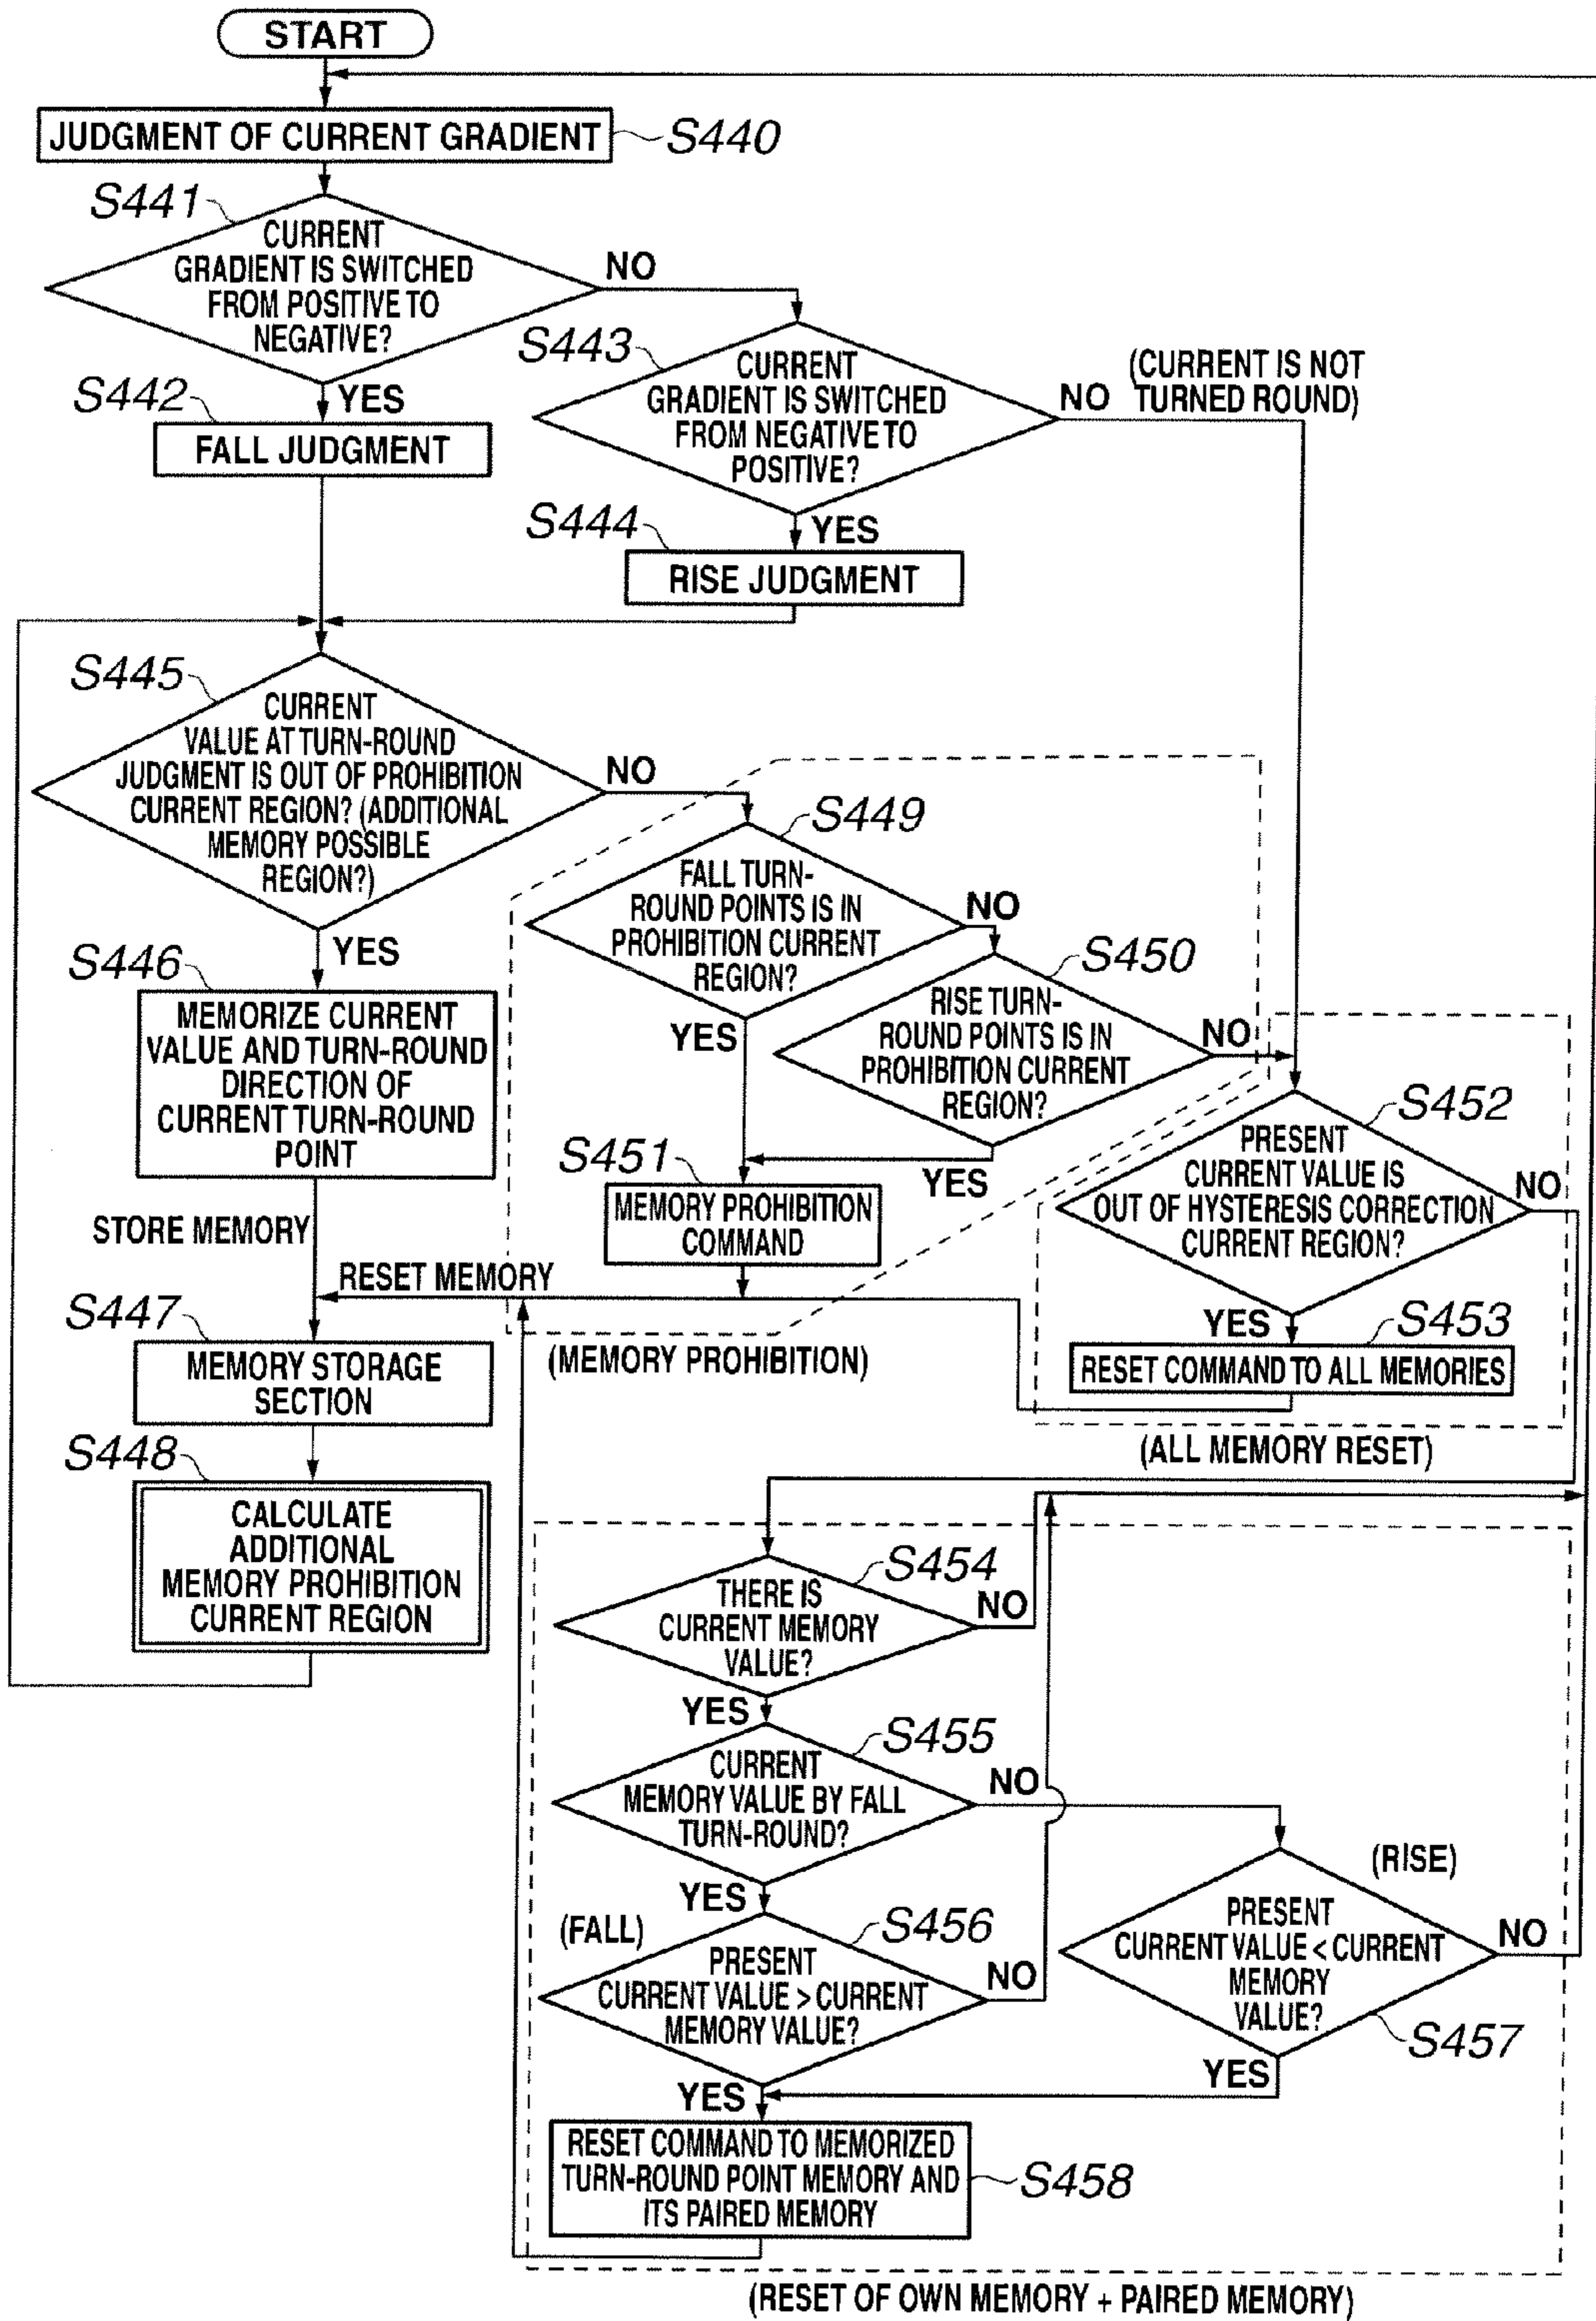 START
JUDGMENT OF CURRENT GRADIENT
S440
S441
CURRENT
GRADIENT IS SWITCHED
FROM POSITIVE TO
NEGATIVE?
NO
YES
S442
FALL JUDGMENT
S443
CURRENT
GRADIENT IS SWITCHED
FROM NEGATIVE TO
POSITIVE?
NO
(CURRENT IS NOT
TURNED ROUND)
YES
S444
RISE JUDGMENT
S445
CURRENT
VALUE AT TURN-ROUND
JUDGMENT IS OUT OF PROHIBITION
CURRENT REGION? (ADDITIONAL
MEMORY POSSIBLE
REGION?)
NO
YES
S446
MEMORIZE CURRENT
VALUE AND TURN-ROUND
DIRECTION OF
CURRENT TURN-ROUND
POINT
STORE MEMORY
S449
FALL TURN-
ROUND POINTS IS IN
PROHIBITION CURRENT
REGION?
NO
YES
S450
RISE TURN-
ROUND POINTS IS IN
PROHIBITION CURRENT
REGION?
NO
YES
S451
MEMORY PROHIBITION
COMMAND
RESET MEMORY
(MEMORY PROHIBITION)
S452
PRESENT
CURRENT VALUE IS
OUT OF HYSTERESIS CORRECTION
CURRENT REGION?
NO
YES
S453
RESET COMMAND TO ALL MEMORIES
(ALL MEMORY RESET)
S447
MEMORY STORAGE
SECTION
S448
CALCULATE
ADDITIONAL
MEMORY PROHIBITION
CURRENT REGION
S454
THERE IS
CURRENT MEMORY
VALUE?
NO
YES
S455
CURRENT
MEMORY VALUE BY FALL
TURN-ROUND?
NO
YES
(FALL)
S456
PRESENT
CURRENT VALUE > CURRENT
MEMORY VALUE?
NO
YES
(RISE)
PRESENT
CURRENT VALUE < CURRENT
MEMORY
VALUE?
NO
S457
YES
RESET COMMAND TO MEMORIZED
TURN-ROUND POINT MEMORY AND
ITS PAIRED MEMORY
S458
(RESET OF OWN MEMORY + PAIRED MEMORY)